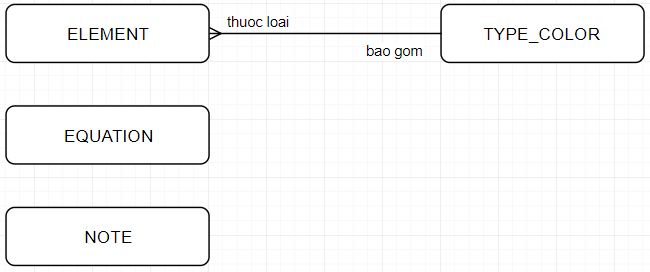 thuoc loai
ELEMENT
TYPE_COLOR
bao gom
EQUATION
NOTE